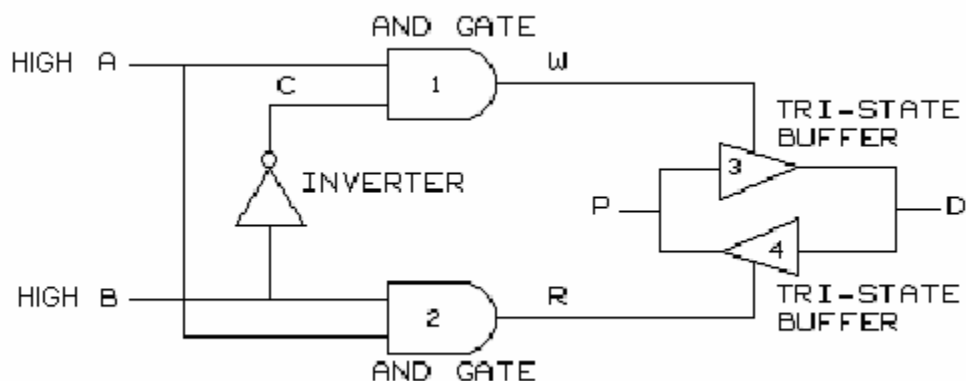 AND GATE
HIGH A
W
C
1
TRI-STATE
BUFFER
3
INVERTER
P
D
4
HIGH B
R
2
TRI-STATE
BUFFER
AND GATE